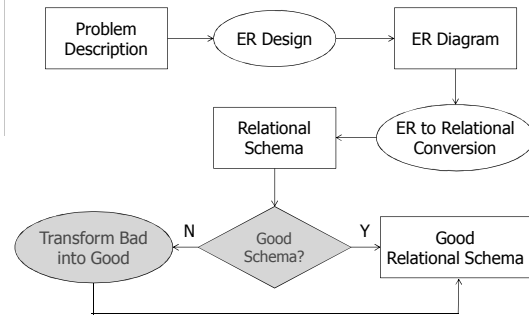 Problem
Description
ER Design
ER Diagram
Relational
Schema
ER to Relational
Conversion
N
Y
Transform Bad
into Good
Good
Schema?
Good
Relational Schema